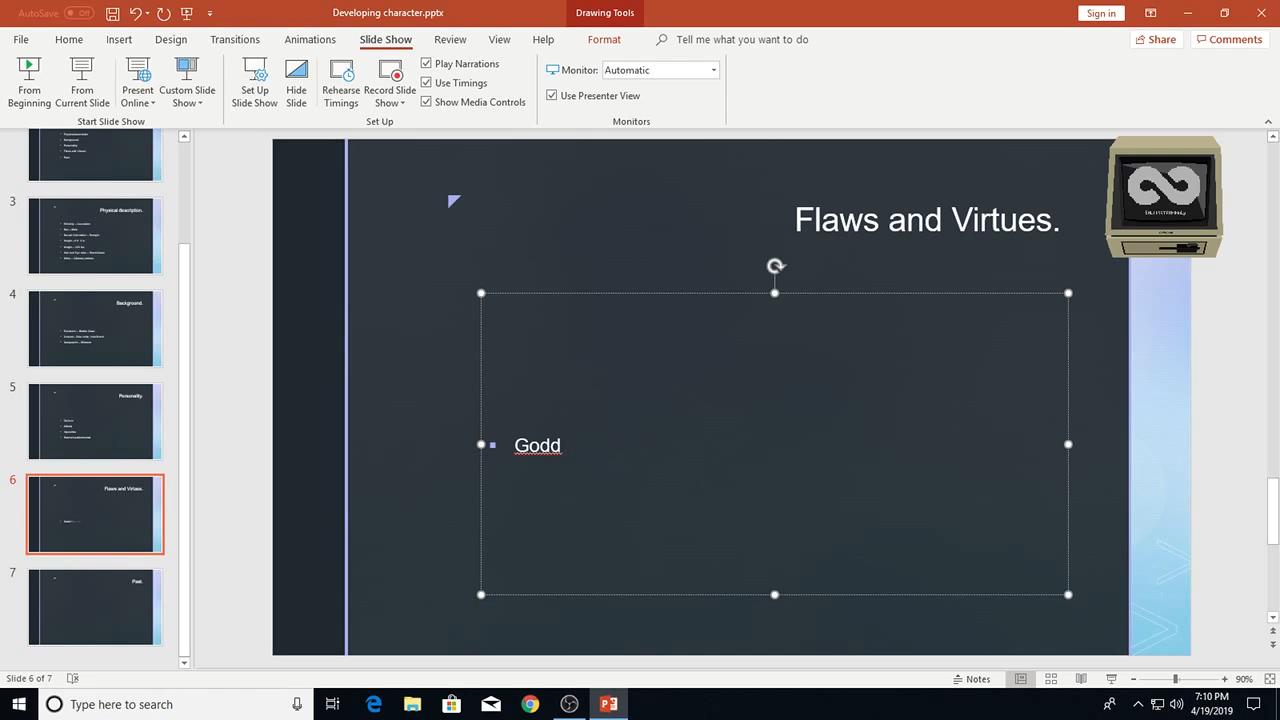 AutoSave Off Developing character.pptx Drawing Tools Sign in
File Home Insert Design Transitions Animations Slide Show Review View Help Format Tell me what you want to do Share Comments
From Beginning
From Current Slide
Present Online
Custom Slide Show
Start Slide Show
Set Up Slide Show
Hide Slide
Rehearse Timings
Record Slide Show
Play Narrations
Use Timings
Show Media Controls
Set Up
Monitor: Automatic
Use Presenter View
Monitors
3
Physical description.
4
Background.
5
Personality.
6
Flaws and Virtues.
7
Past.
Flaws and Virtues.
Godd
Slide 6 of 7 Notes 90%
Type here to search
7:10 PM
4/19/2019